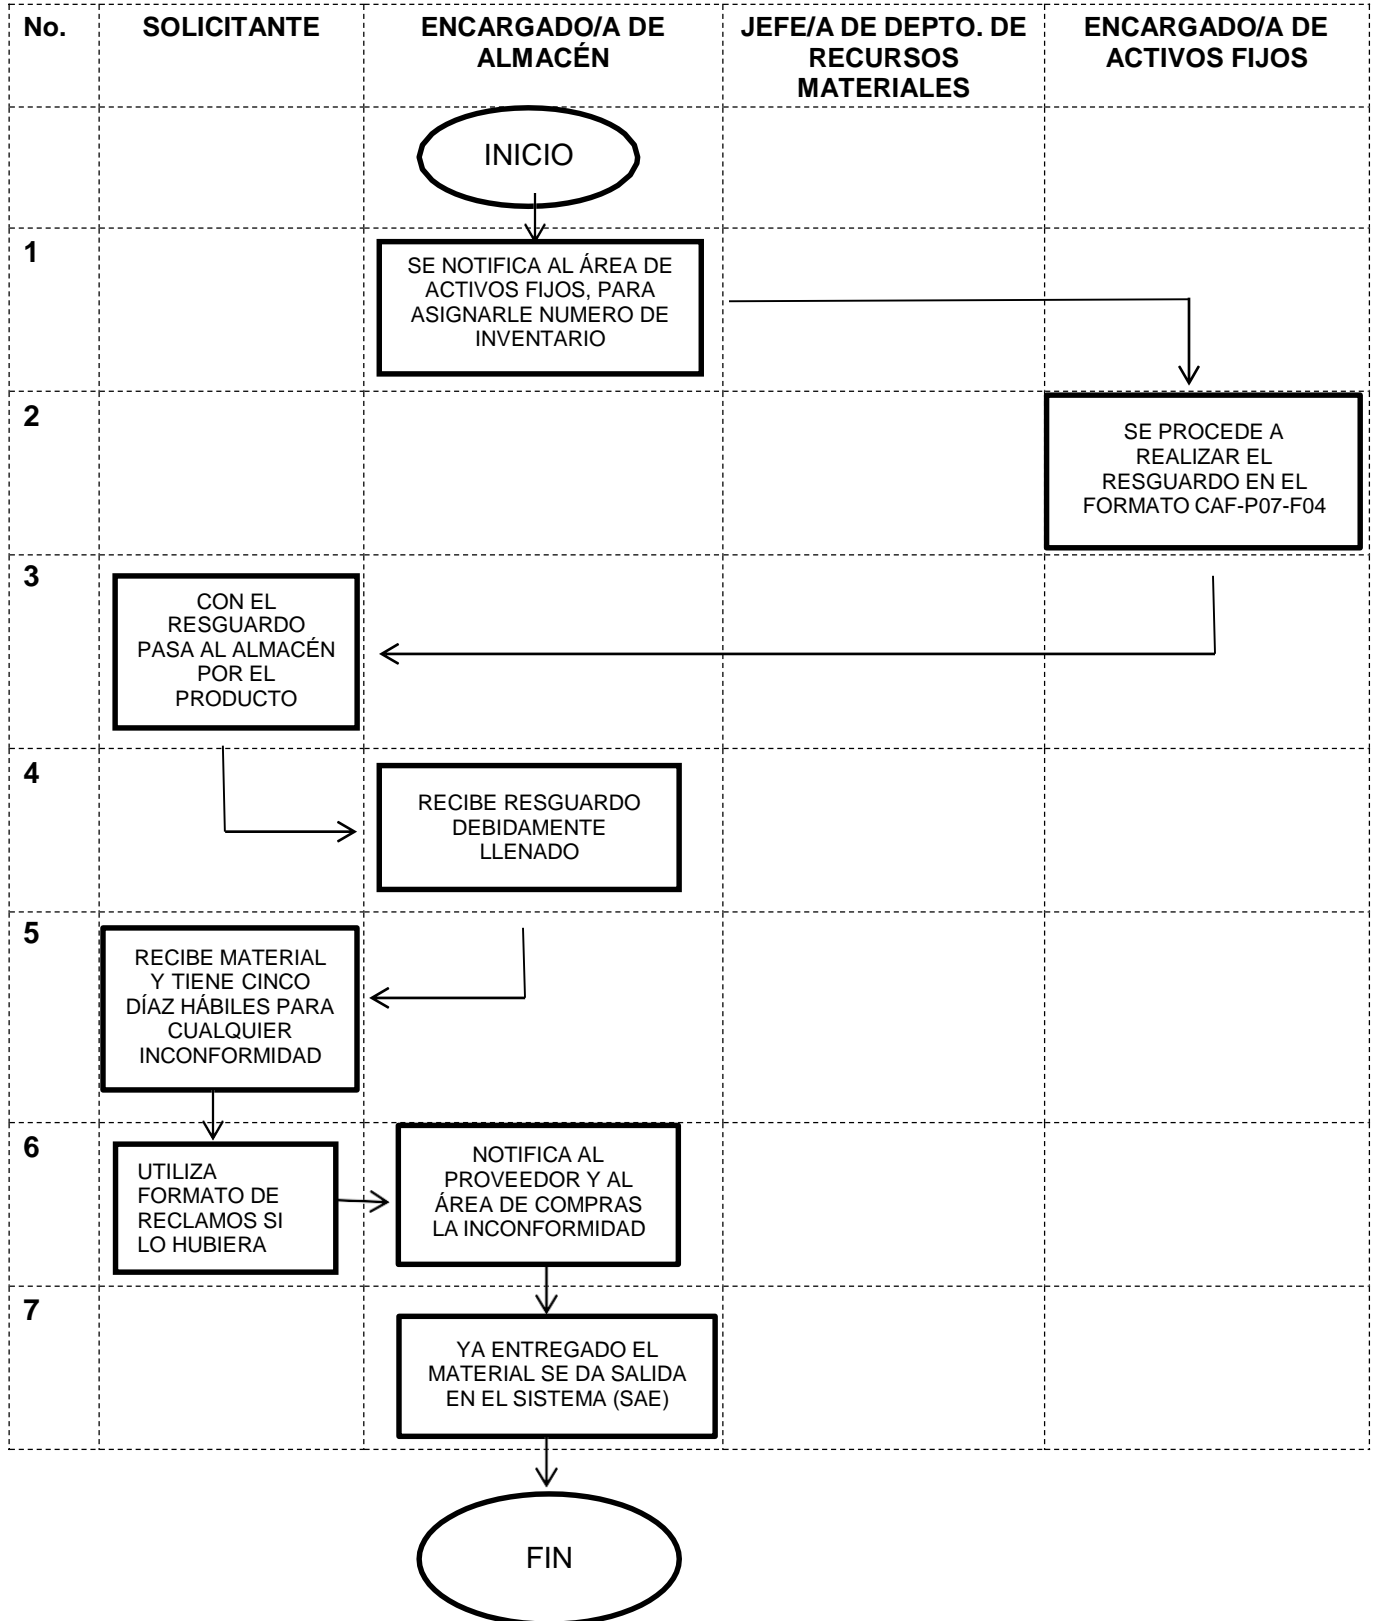 No.
SOLICITANTE
ENCARGADO/A DE
ALMACÉN
JEFE/A DE DEPTO. DE
RECURSOS
MATERIALES
ENCARGADO/A DE
ACTIVOS FIJOS
INICIO
1
SE NOTIFICA AL ÁREA DE
ACTIVOS FIJOS, PARA
ASIGNARLE NUMERO DE
INVENTARIO
2
SE PROCEDE A
REALIZAR EL
RESGUARDO EN EL
FORMATO CAF-P07-F04
3
CON EL
RESGUARDO
PASA AL ALMACÉN
POR EL
PRODUCTO
4
RECIBE RESGUARDO
DEBIDAMENTE
LLENADO
5
RECIBE MATERIAL
Y TIENE CINCO
DÍAZ HÁBILES PARA
CUALQUIER
INCONFORMIDAD
6
UTILIZA
FORMATO DE
RECLAMOS SI
LO HUBIERA
NOTIFICA AL
PROVEEDOR Y AL
ÁREA DE COMPRAS
LA INCONFORMIDAD
7
YA ENTREGADO EL
MATERIAL SE DA SALIDA
EN EL SISTEMA (SAE)
FIN